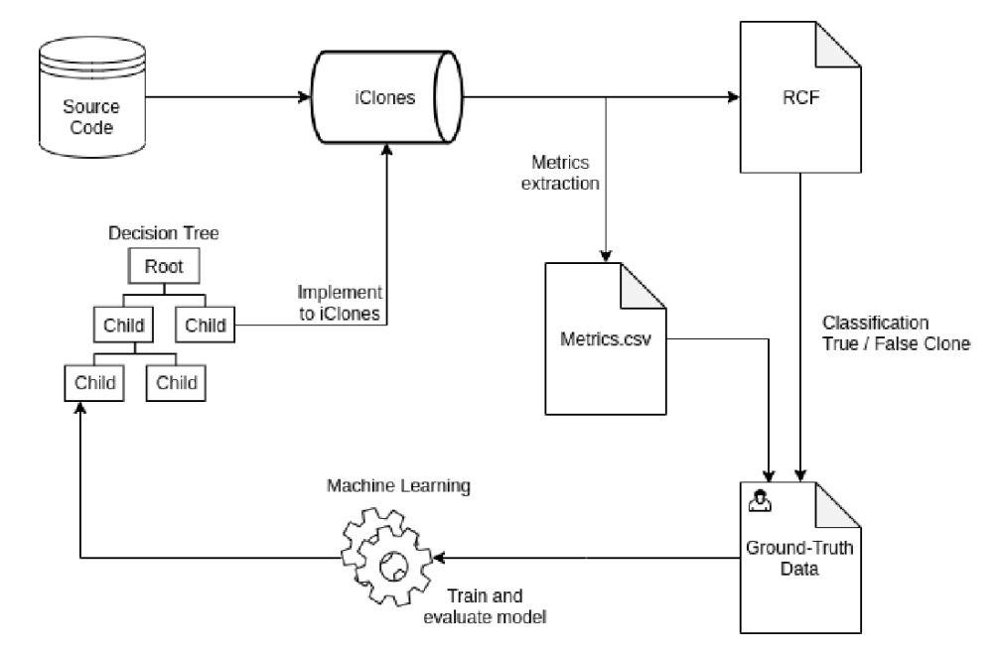 Source
Code
iClones
RCF
Metrics
extraction
Decision Tree
Root
Implement
to iClones
Child
Child
Metrics.csv
Classification
True / False Clone
Child
Child
Machine Learning
Ground-Truth
Data
Train and
evaluate model